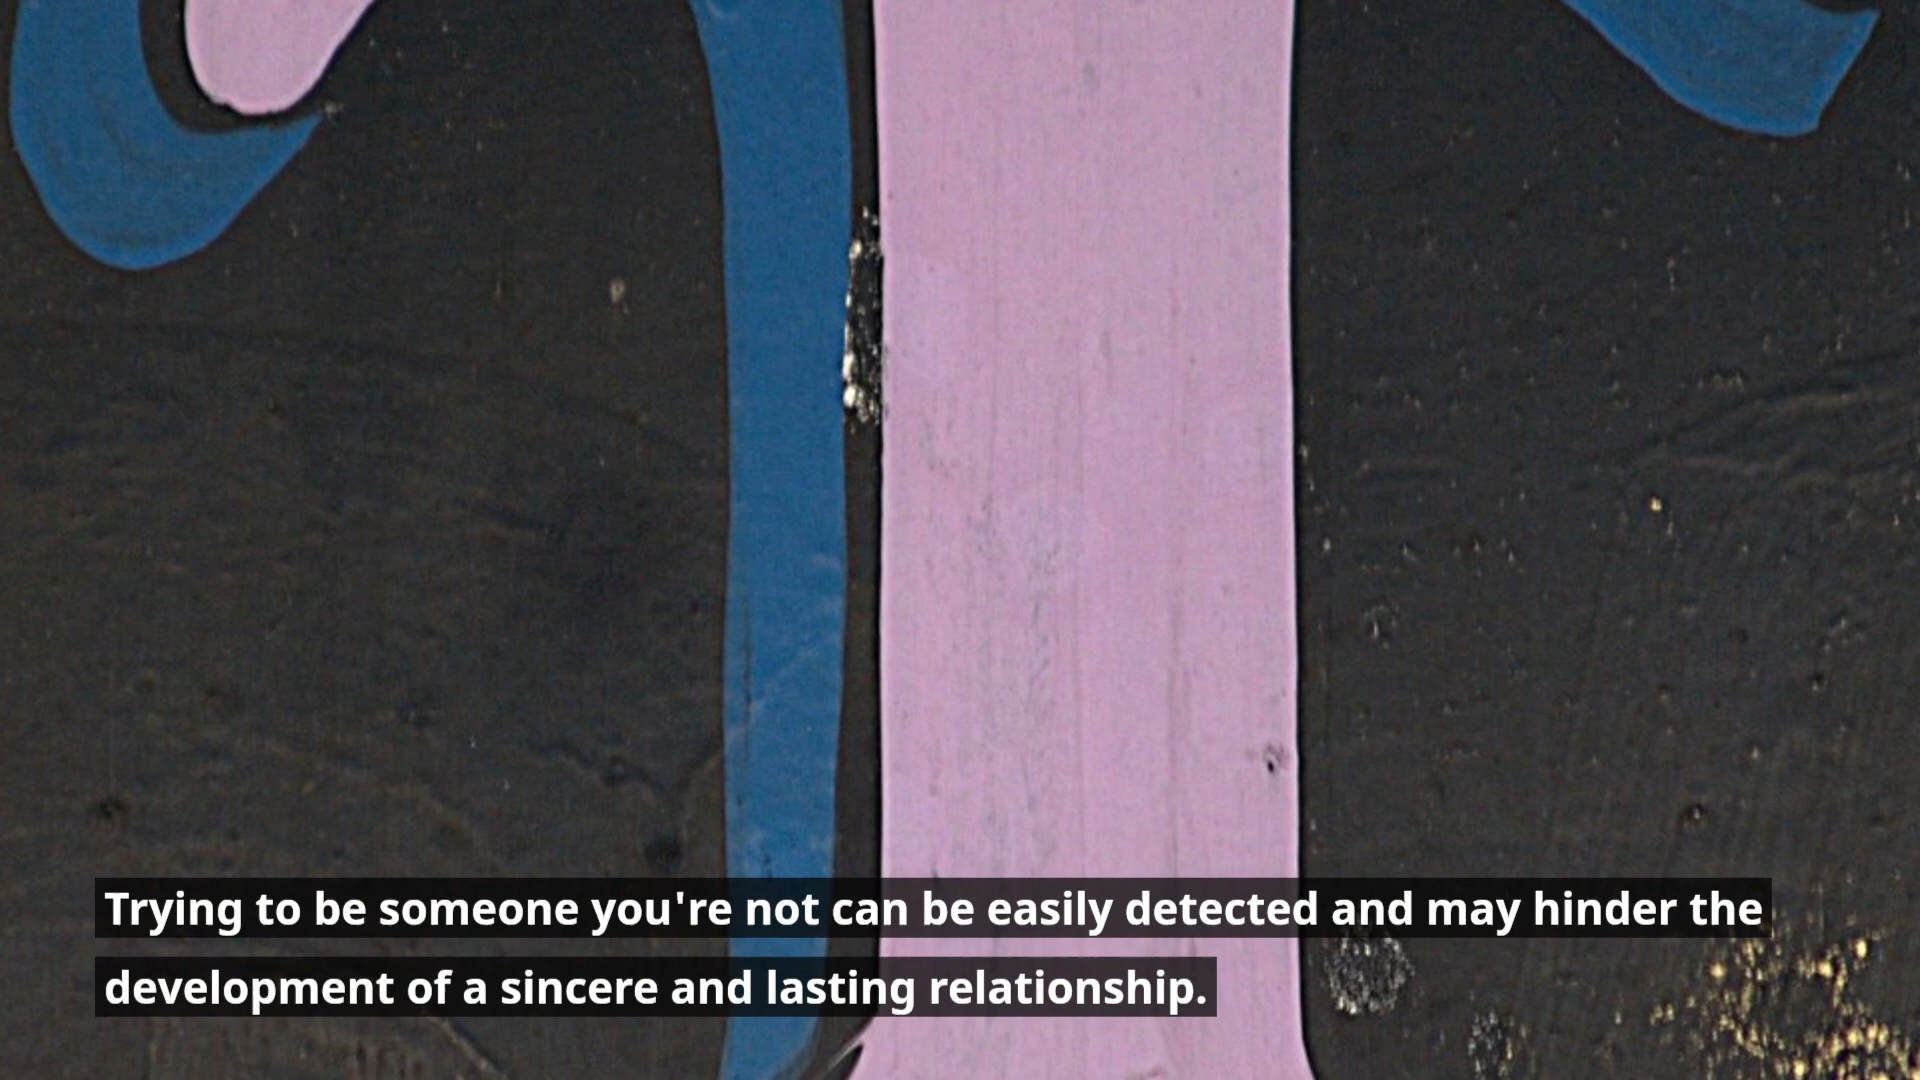 Trying to be someone you're not can be easily detected and may hinder the
development of a sincere and lasting relationship.